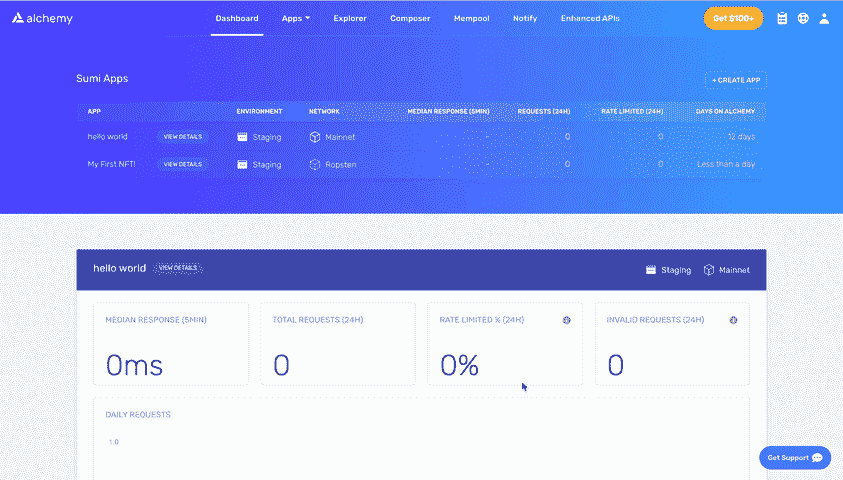 alchemy Dashboard Apps Explorer Composer Mempool Notify Enhanced APIs Get $100+
Sumi Apps + CREATE APP
APP ENVIRONMENT NETWORK MEDIAN RESPONSE (5MIN) REQUESTS (24H) RATE LIMITED (24H) DAYS ON ALCHEMY
hello world VIEW DETAILS Staging Mainnet - 0 0 12 days
My First NFT! VIEW DETAILS Staging Ropsten - 0 0 Less than a day
hello world VIEW DETAILS Staging Mainnet
MEDIAN RESPONSE (5MIN) TOTAL REQUESTS (24H) RATE LIMITED % (24H) INVALID REQUESTS (24H)
0ms 0 0% 0
DAILY REQUESTS
1.0
Get Support